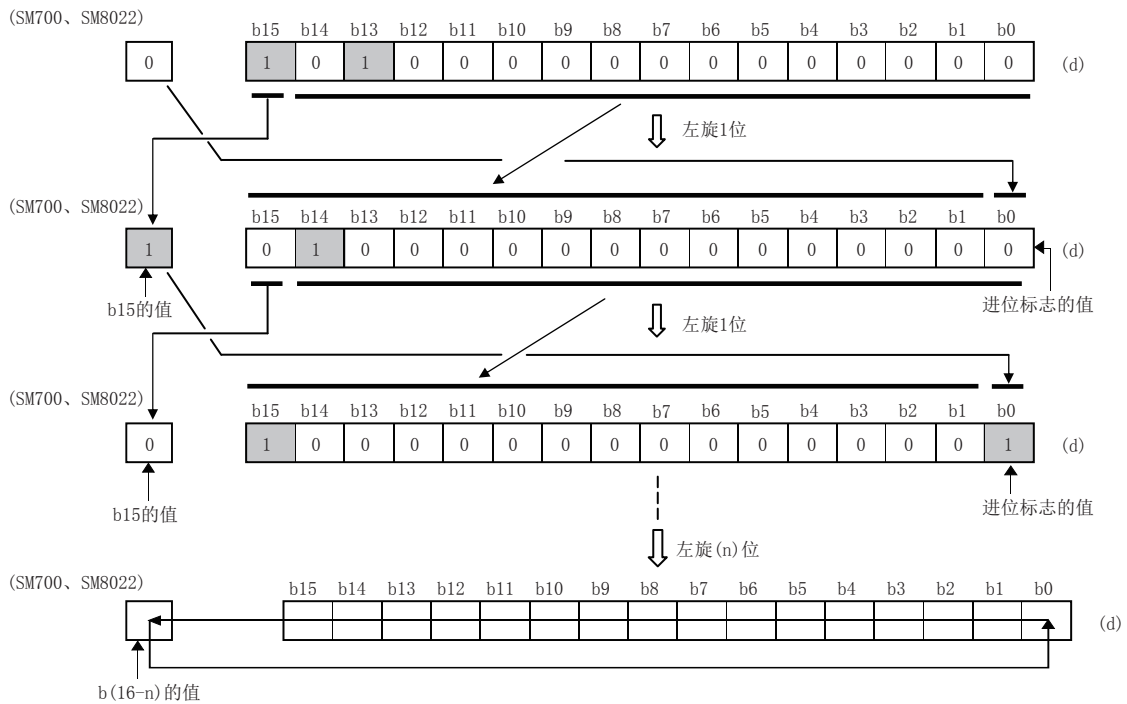 (SM700、SM8022)
b15 b14 b13 b12 b11 b10 b9 b8 b7 b6 b5 b4 b3 b2 b1 b0
0 1 0 1 0 0 0 0 0 0 0 0 0 0 0 0 0 (d)
左旋1位
(SM700、SM8022)
b15 b14 b13 b12 b11 b10 b9 b8 b7 b6 b5 b4 b3 b2 b1 b0
1 0 1 0 0 0 0 0 0 0 0 0 0 0 0 0 0 (d)
b15的值
进位标志的值
左旋1位
(SM700、SM8022)
b15 b14 b13 b12 b11 b10 b9 b8 b7 b6 b5 b4 b3 b2 b1 b0
0 1 0 0 0 0 0 0 0 0 0 0 0 0 0 0 1 (d)
b15的值
进位标志的值
左旋(n)位
(SM700、SM8022)
b15 b14 b13 b12 b11 b10 b9 b8 b7 b6 b5 b4 b3 b2 b1 b0
(d)
b(16-n)的值